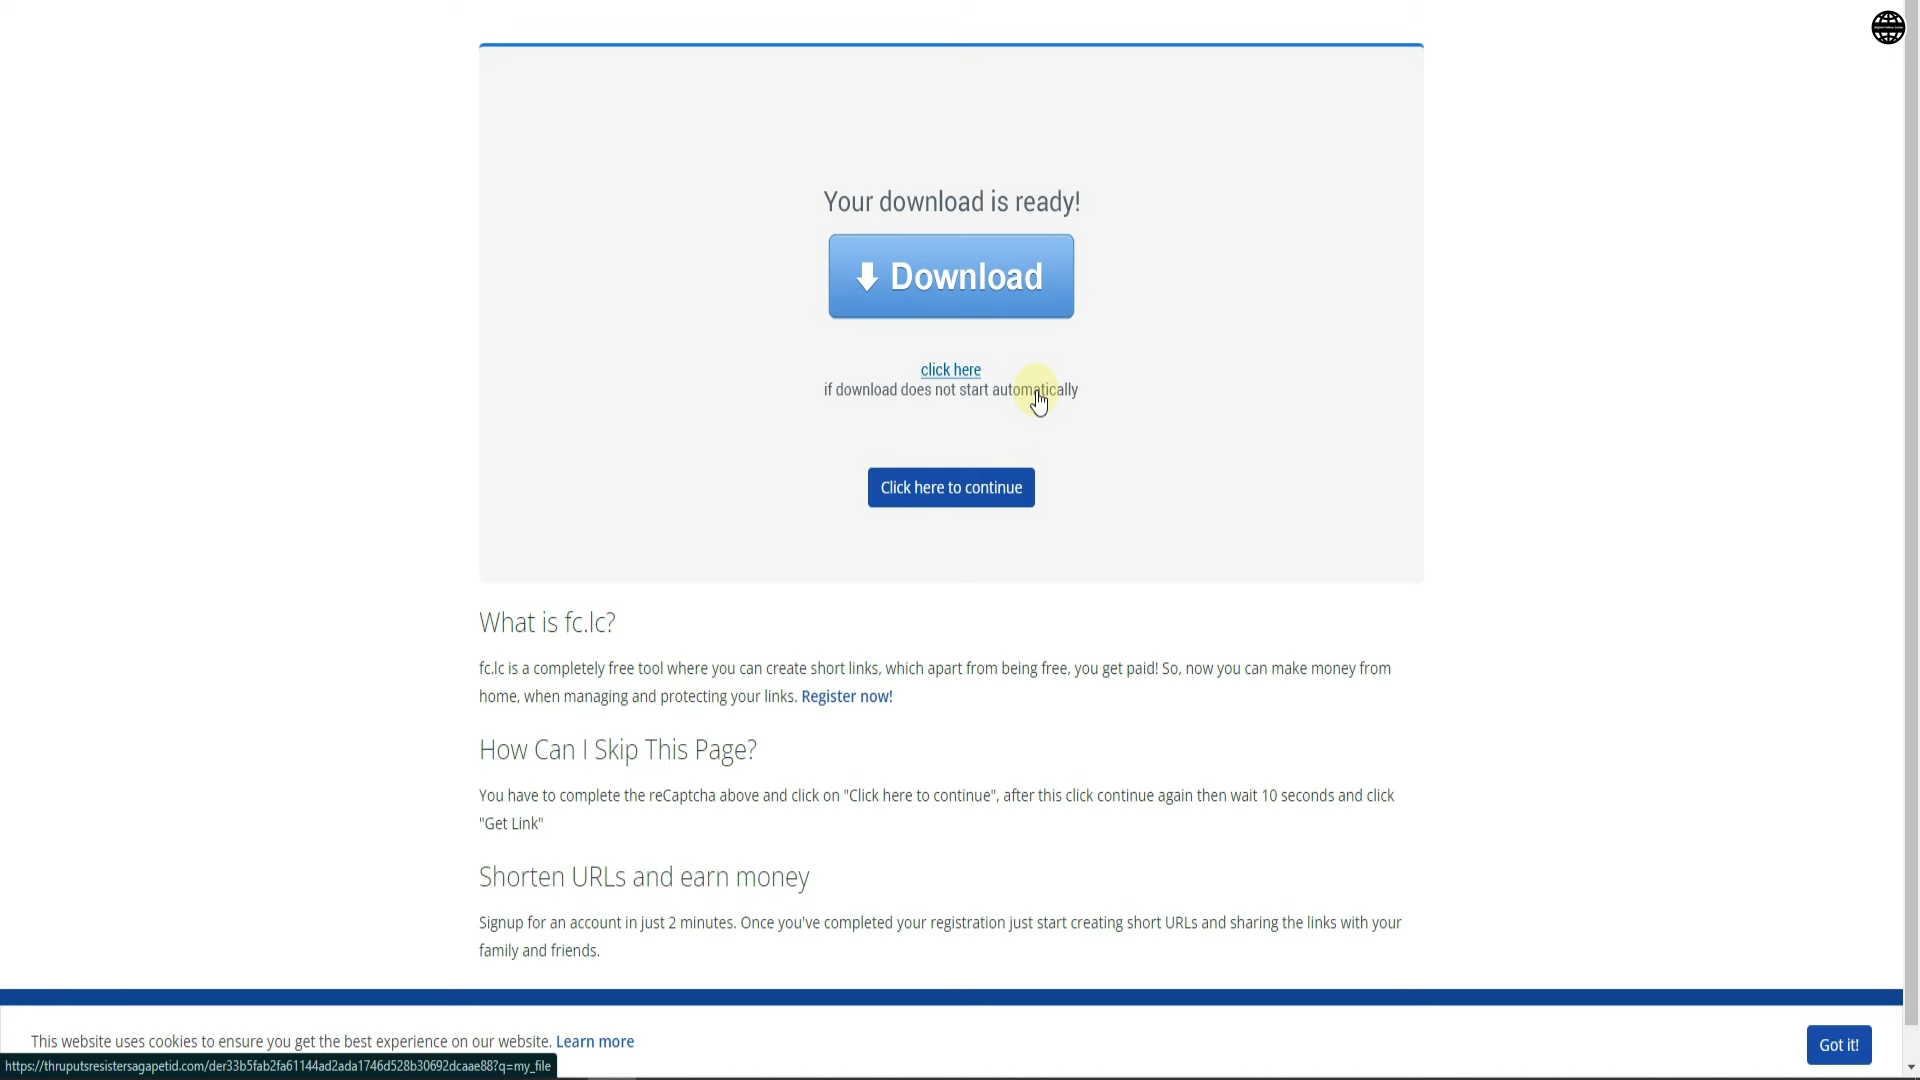 Your download is ready!
Download
click here
if download does not start automatically
Click here to continue
What is fc.lc?
fc.lc is a completely free tool where you can create short links, which apart from being free, you get paid! So, now you can make money from
home, when managing and protecting your links. Register now!
How Can I Skip This Page?
You have to complete the reCaptcha above and click on "Click here to continue", after this click continue again then wait 10 seconds and click
"Get Link"
Shorten URLs and earn money
Signup for an account in just 2 minutes. Once you've completed your registration just start creating short URLs and sharing the links with your
family and friends.
This website uses cookies to ensure you get the best experience on our website. Learn more
Got it!
https://thruputsresistersagapetid.com/der33b5fab2fa61144ad2ada1746d528b30692dcaae88?q=my_file